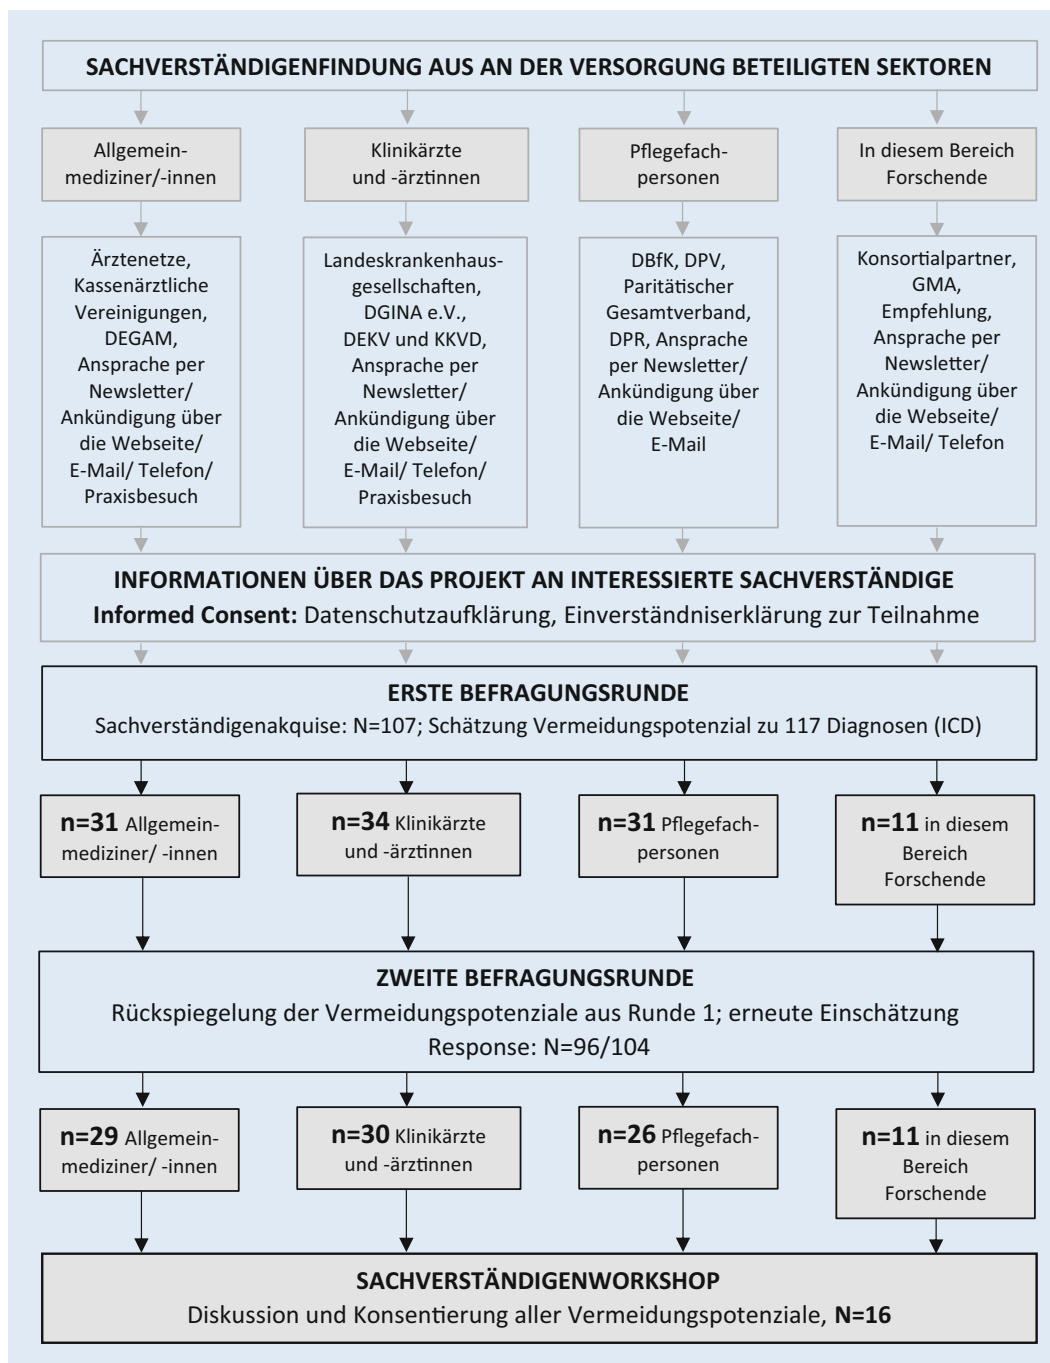 SACHVERSTÄNDIGENFINDUNG AUS AN DER VERSORGUNG BETEILIGTEN SEKTOREN
Allgemein-
mediziner/-innen
Klinikärzte
und -ärztinnen
Pflegefach-
personen
In diesem Bereich
Forschende
Ärztenetze,
Kassenärztliche
Vereinigungen,
DEGAM,
Ansprache per
Newsletter/
Ankündigung über
die Webseite/
E-Mail/ Telefon/
Praxisbesuch
Landeskrankenhaus-
gesellschaften,
DGINA e.V.,
DEKV und KKVD,
Ansprache per
Newsletter/
Ankündigung über
die Webseite/
E-Mail/ Telefon/
Praxisbesuch
DBfK, DPV,
Paritätischer
Gesamtverband,
DPR, Ansprache
per Newsletter/
Ankündigung über
die Webseite/
E-Mail
Konsortialpartner,
GMA,
Empfehlung,
Ansprache per
Newsletter/
Ankündigung über
die Webseite/
E-Mail/ Telefon
INFORMATIONEN ÜBER DAS PROJEKT AN INTERESSIERTE SACHVERSTÄNDIGE
Informed Consent: Datenschutzaufklärung, Einverständniserklärung zur Teilnahme
ERSTE BEFRAGUNGSRUNDE
Sachverständigenakquise: N=107; Schätzung Vermeidungspotenzial zu 117 Diagnosen (ICD)
n=31 Allgemein-
mediziner/ -innen
n=34 Klinikärzte
und -ärztinnen
n=31 Pflegefach-
personen
n=11 in diesem
Bereich
Forschende
ZWEITE BEFRAGUNGSRUNDE
Rückspiegelung der Vermeidungspotenziale aus Runde 1; erneute Einschätzung
Response: N=96/104
n=29 Allgemein-
mediziner/ -innen
n=30 Klinikärzte
und -ärztinnen
n=26 Pflegefach-
personen
n=11 in diesem
Bereich
Forschende
SACHVERSTÄNDIGENWORKSHOP
Diskussion und Konsentierung aller Vermeidungspotenziale, N=16